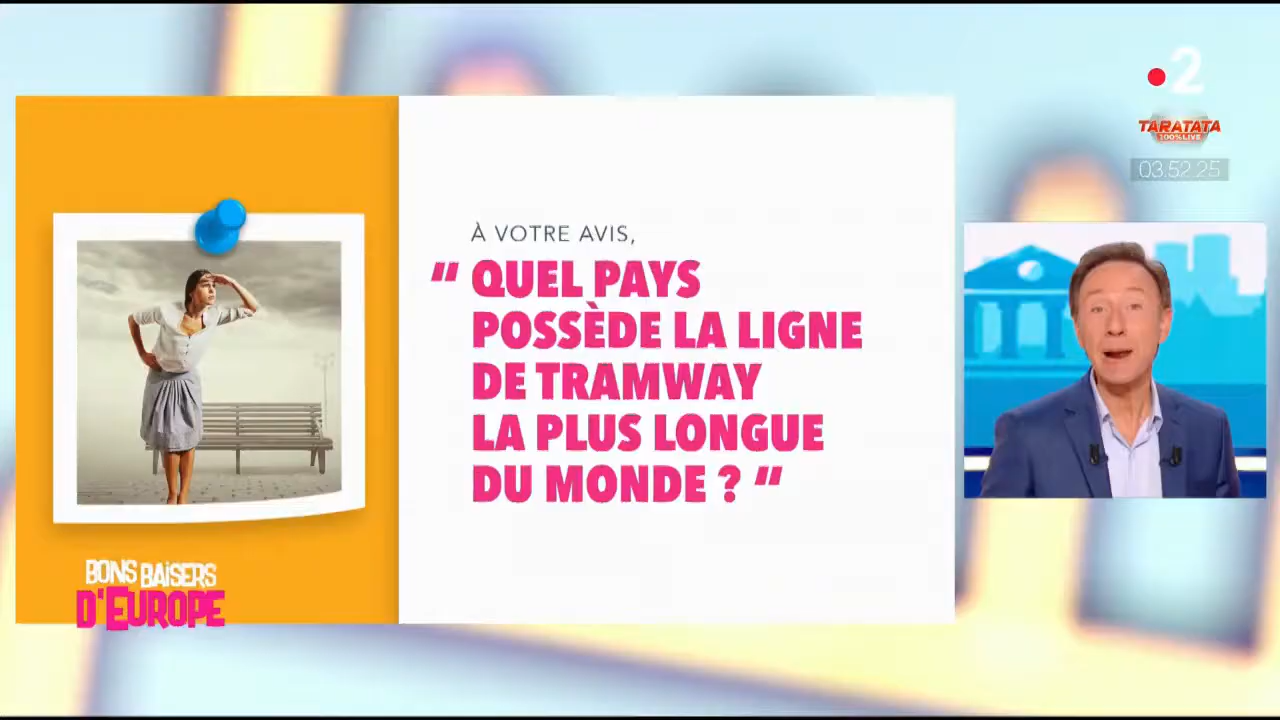 2
TARATATA
100%LIVE
03.52.25
À VOTRE AVIS,
“ QUEL PAYS
POSSÈDE LA LIGNE
DE TRAMWAY
LA PLUS LONGUE
DU MONDE ? “
BONS BAISERS
D'EUROPE